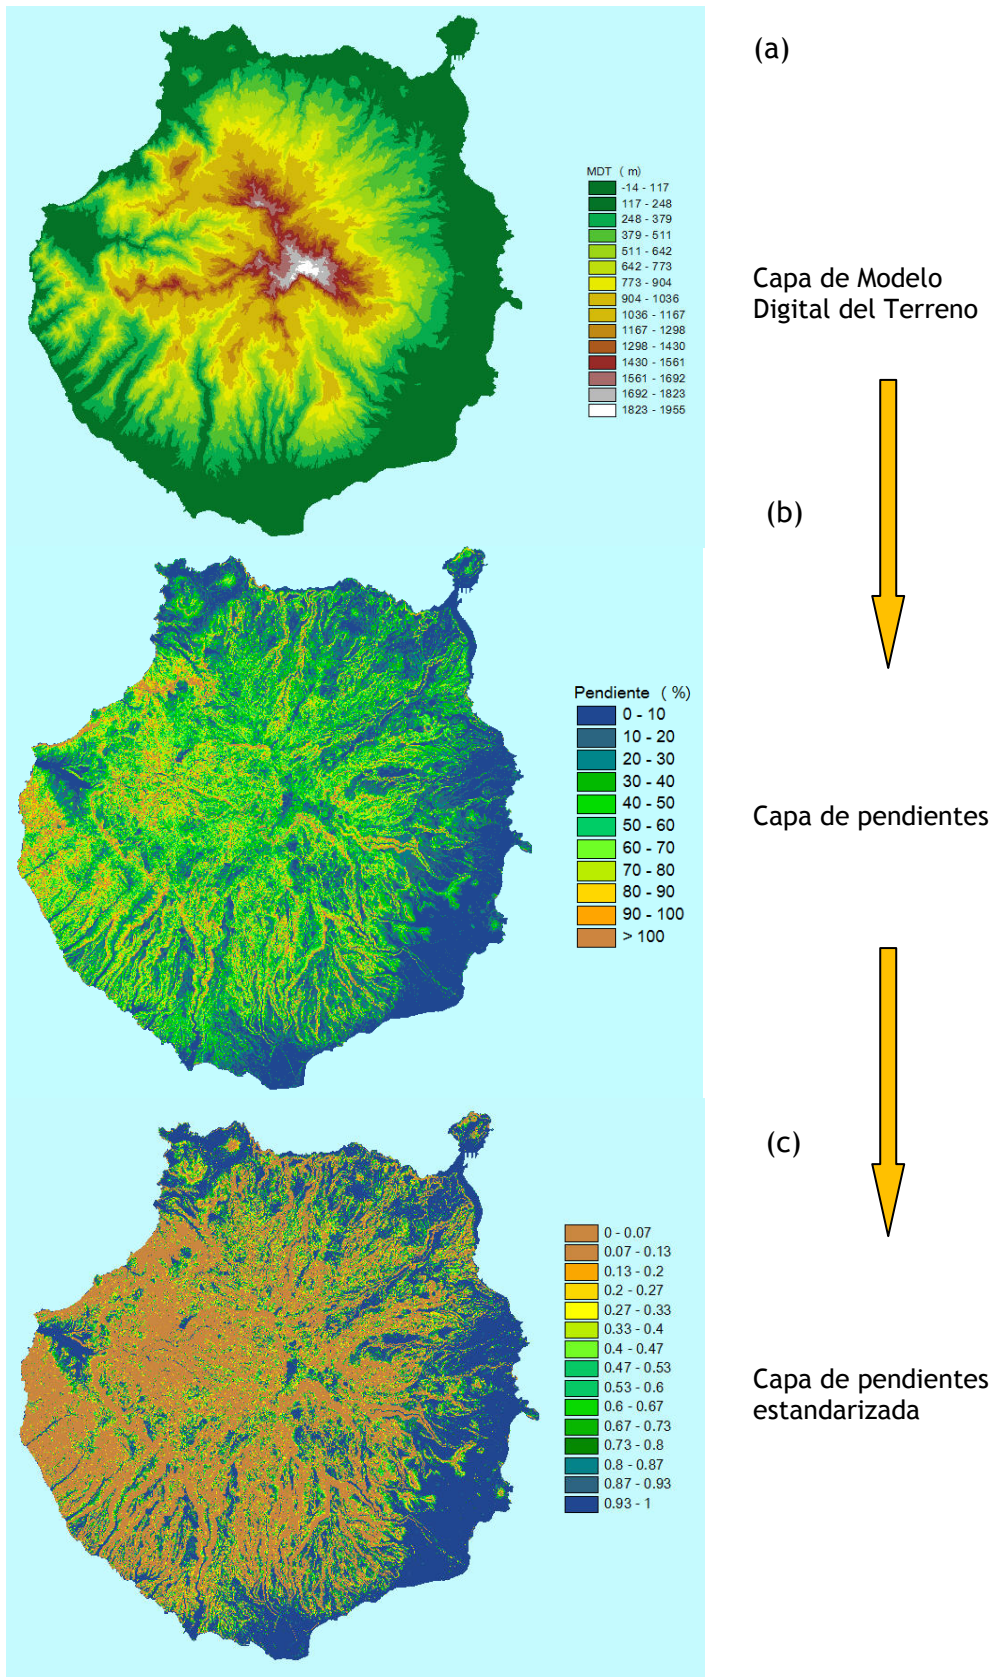 (a)
MDT ( m)
-14 - 117
117 - 248
248 - 379
379 - 511
511 - 642
642 - 773
773 - 904
904 - 1036
1036 - 1167
1167 - 1298
1298 - 1430
1430 - 1561
1561 - 1692
1692 - 1823
1823 - 1955
Capa de Modelo
Digital del Terreno
(b)
Pendiente ( %)
0 - 10
10 - 20
20 - 30
30 - 40
40 - 50
50 - 60
60 - 70
70 - 80
80 - 90
90 - 100
> 100
Capa de pendientes
(c)
0 - 0.07
0.07 - 0.13
0.13 - 0.2
0.2 - 0.27
0.27 - 0.33
0.33 - 0.4
0.4 - 0.47
0.47 - 0.53
0.53 - 0.6
0.6 - 0.67
0.67 - 0.73
0.73 - 0.8
0.8 - 0.87
0.87 - 0.93
0.93 - 1
Capa de pendientes
estandarizada